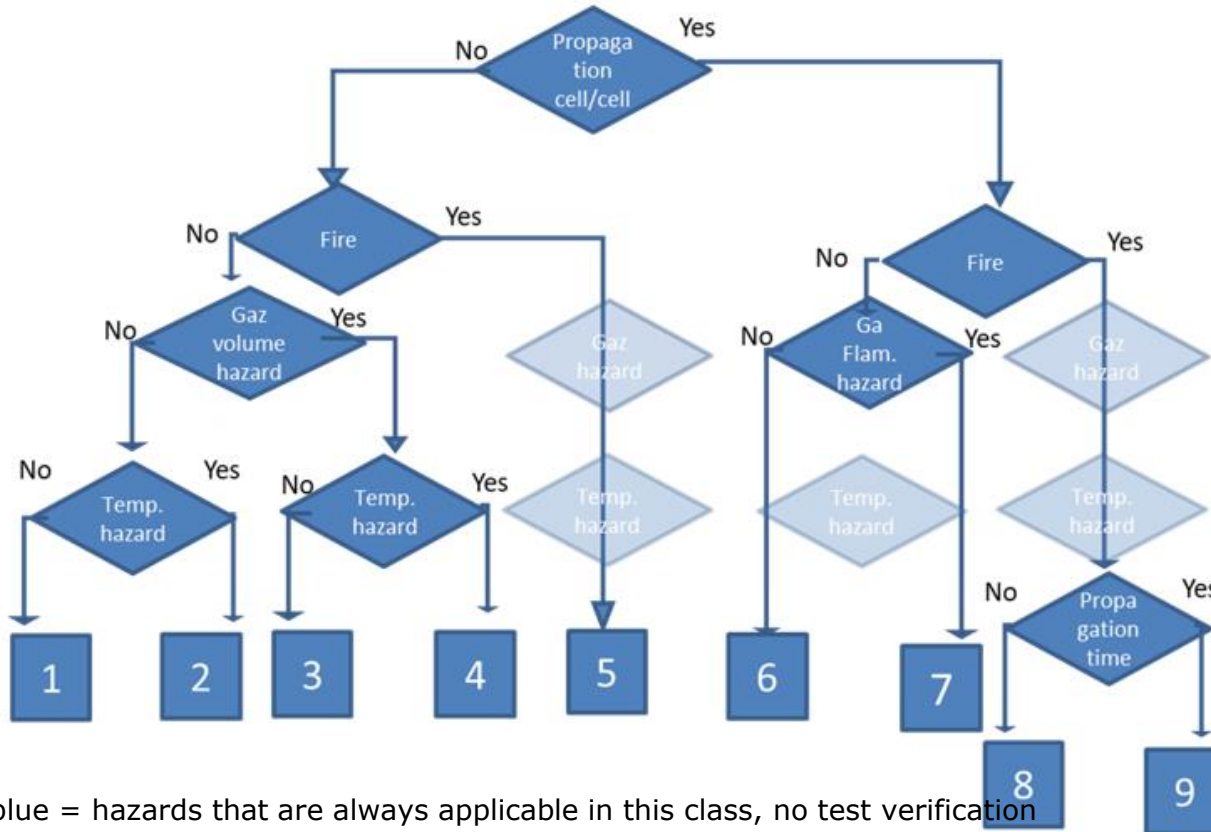 Propaga
tion
cell/cell
No
Yes
Fire
No
Yes
Fire
No
Yes
Gaz
volume
hazard
No
Yes
Gaz
hazard
Ga
Flam.
hazard
No
Yes
Gaz
hazard
Temp.
hazard
No
Yes
Temp.
hazard
No
Yes
Temp.
hazard
Temp.
hazard
Temp.
hazard
Propa
gation
time
No
Yes
1
2
3
4
5
6
7
8
9
blue = hazards that are always applicable in this class, no test verification